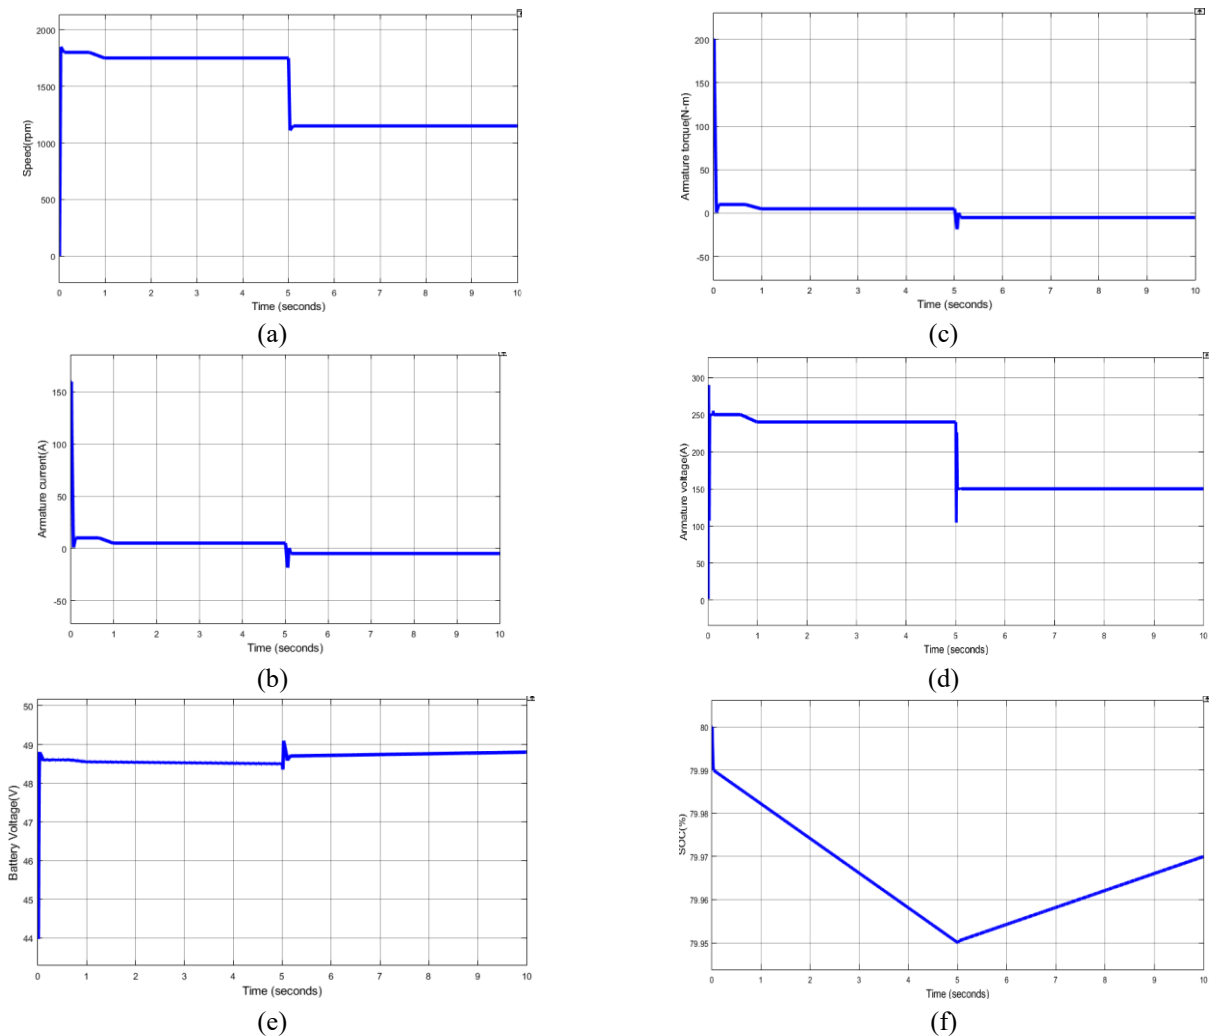 2000
1500
1000
500
0
Speed(rpm)
0 1 2 3 4 5 6 7 8 9 10
Time (seconds)
(a)
200
150
100
50
0
-50
Armature torque(N-m)
0 1 2 3 4 5 6 7 8 9 10
Time (seconds)
(c)
150
100
50
0
-50
Armature current(A)
0 1 2 3 4 5 6 7 8 9 10
Time (seconds)
(b)
300
250
200
150
100
50
0
Armature voltage(A)
0 1 2 3 4 5 6 7 8 9 10
Time (seconds)
(d)
50
49
48
47
46
45
44
Battery Voltage(V)
0 1 2 3 4 5 6 7 8 9 10
Time (seconds)
(e)
80
79.99
79.98
79.97
79.96
79.95
SOC(%)
0 1 2 3 4 5 6 7 8 9 10
Time (seconds)
(f)